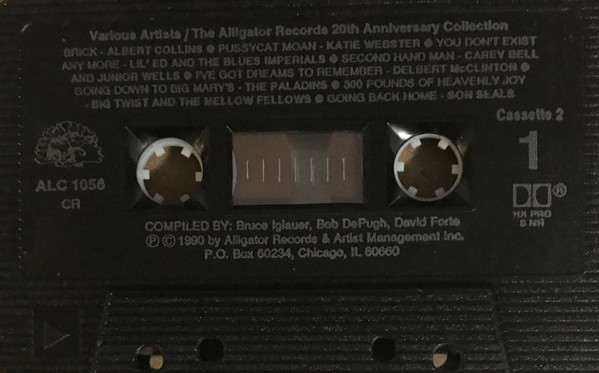 Various Artists / The Alligator Records 20th Anniversary Collection
BRICK - ALBERT COLLINS ● PUSSYCAT MOAN - KATIE WEBSTER ● YOU DON'T EXIST
ANY MORE - LIL' ED AND THE BLUES IMPERIALS ● SECOND HAND MAN - CAREY BELL
AND JUNIOR WELLS ● I'VE GOT DREAMS TO REMEMBER - DELBERT McCLINTON ●
GOING DOWN TO BIG MARY'S - THE PALADINS ● 300 POUNDS OF HEAVENLY JOY
- BIG TWIST AND THE MELLOW FELLOWS ● GOING BACK HOME - SON SEALS
Cassette 2
1
ALC 1056
CR
®
HX PRO
B NR
COMPILED BY: Bruce Iglauer, Bob DePugh, David Forte
℗ © 1990 by Alligator Records & Artist Management Inc.
P.O. Box 60234, Chicago, IL 60660